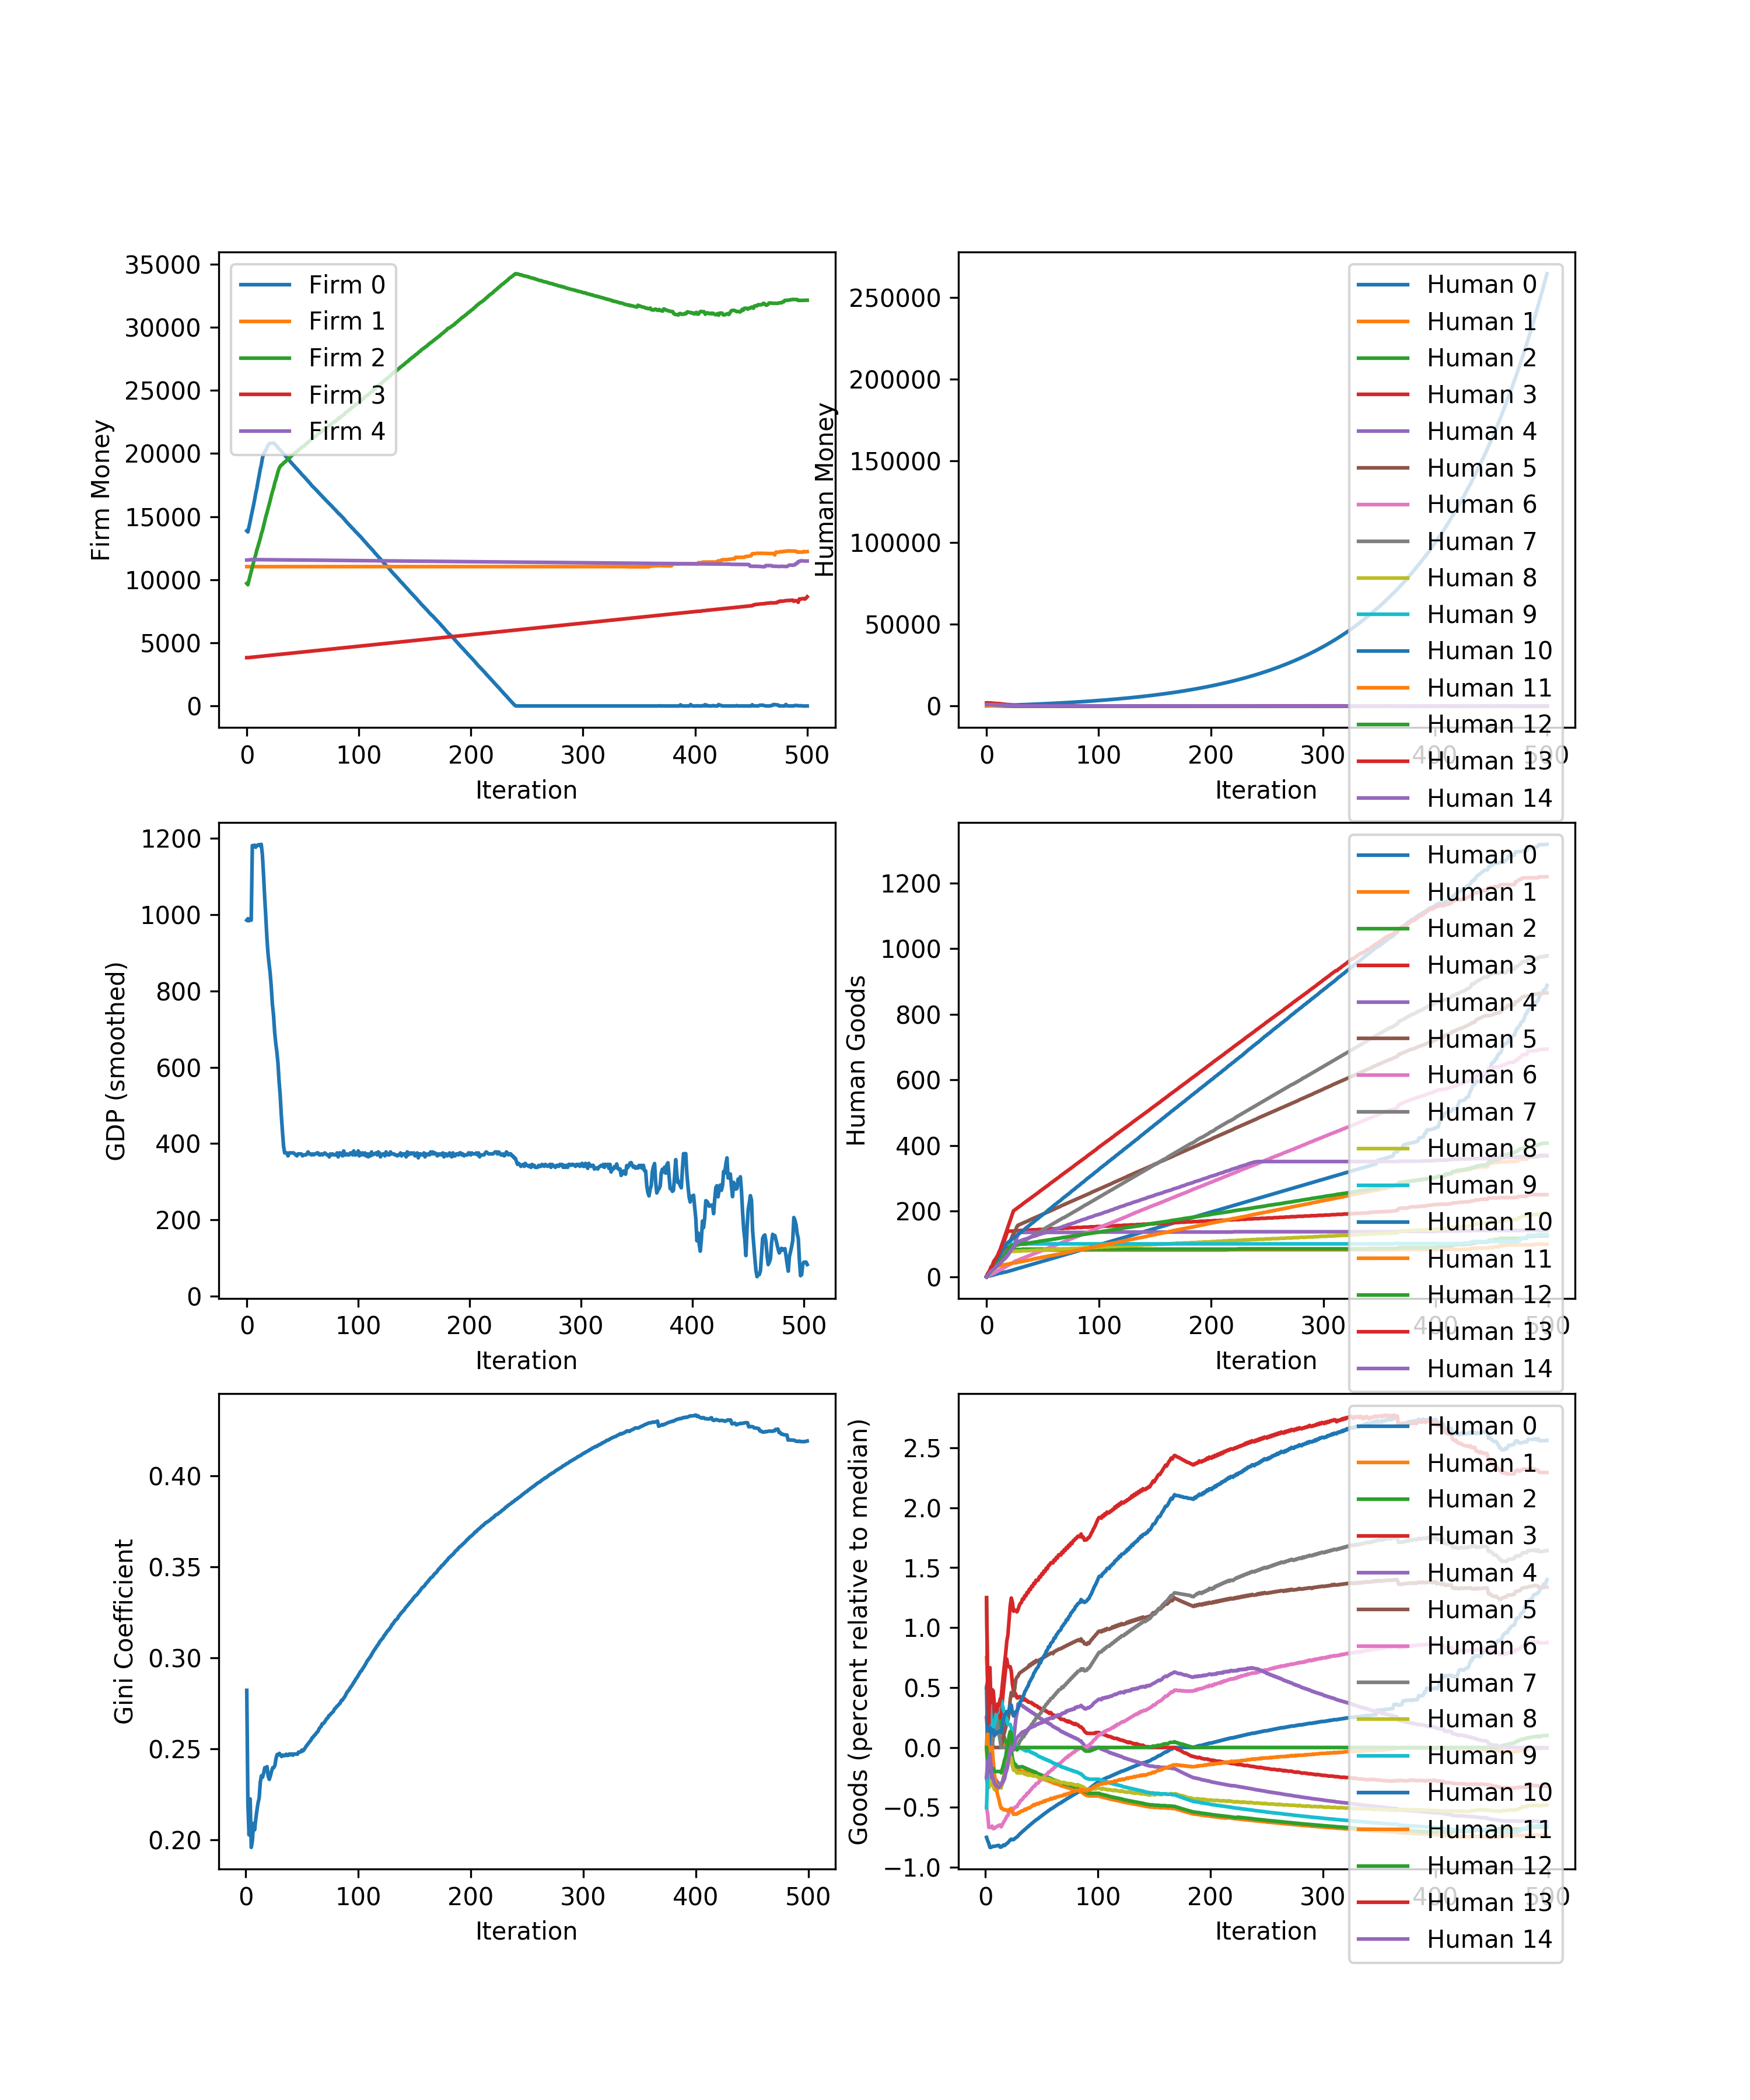 35000
30000
25000
20000
15000
10000
5000
0
Firm Money
Firm 0
Firm 1
Firm 2
Firm 3
Firm 4
0 100 200 300 400 500
Iteration
250000
200000
150000
100000
50000
0
Human Money
Human 0
Human 1
Human 2
Human 3
Human 4
Human 5
Human 6
Human 7
Human 8
Human 9
Human 10
Human 11
Human 12
Human 13
Human 14
0 100 200 300 400 500
Iteration
1200
1000
800
600
400
200
0
GDP (smoothed)
0 100 200 300 400 500
Iteration
1200
1000
800
600
400
200
0
Human Goods
Human 0
Human 1
Human 2
Human 3
Human 4
Human 5
Human 6
Human 7
Human 8
Human 9
Human 10
Human 11
Human 12
Human 13
Human 14
0 100 200 300 400 500
Iteration
0.40
0.35
0.30
0.25
0.20
Gini Coefficient
0 100 200 300 400 500
Iteration
2.5
2.0
1.5
1.0
0.5
0.0
−0.5
−1.0
Goods (percent relative to median)
Human 0
Human 1
Human 2
Human 3
Human 4
Human 5
Human 6
Human 7
Human 8
Human 9
Human 10
Human 11
Human 12
Human 13
Human 14
0 100 200 300 400 500
Iteration